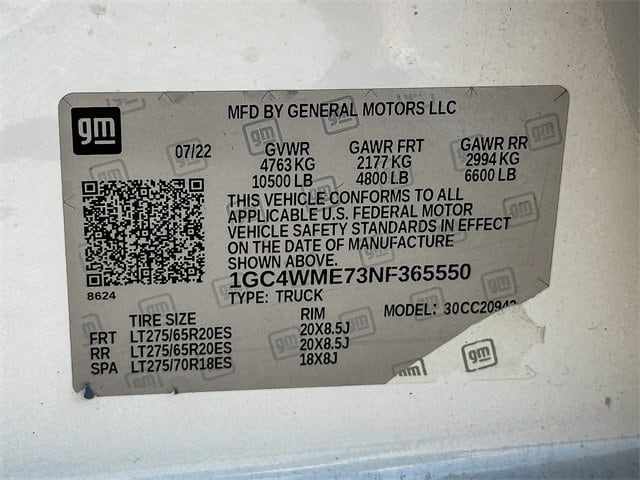 gm
MFD BY GENERAL MOTORS LLC
07/22 GVWR GAWR FRT GAWR RR
4763 KG 2177 KG 2994 KG
10500 LB 4800 LB 6600 LB
THIS VEHICLE CONFORMS TO ALL
APPLICABLE U.S. FEDERAL MOTOR
VEHICLE SAFETY STANDARDS IN EFFECT
ON THE DATE OF MANUFACTURE
SHOWN ABOVE.
8624
1GC4WME73NF365550
TYPE: TRUCK
MODEL: 30CC20943
TIRE SIZE RIM
FRT LT275/65R20ES 20X8.5J
RR LT275/65R20ES 20X8.5J
SPA LT275/70R18ES 18X8J
gm